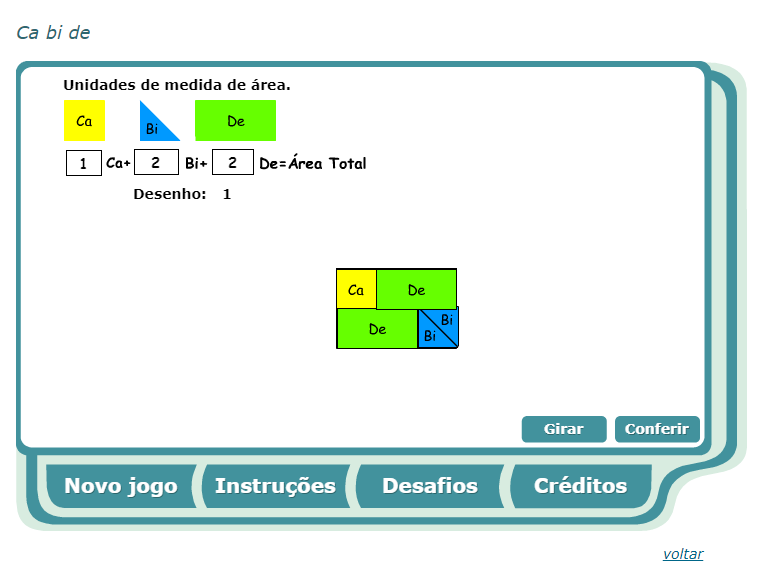 Ca bi de
Unidades de medida de área.
Ca Bi De
1 Ca+ 2 Bi+ 2 De=Área Total
Desenho: 1
Ca De
De Bi Bi
Girar Conferir
Novo jogo Instruções Desafios Créditos
voltar